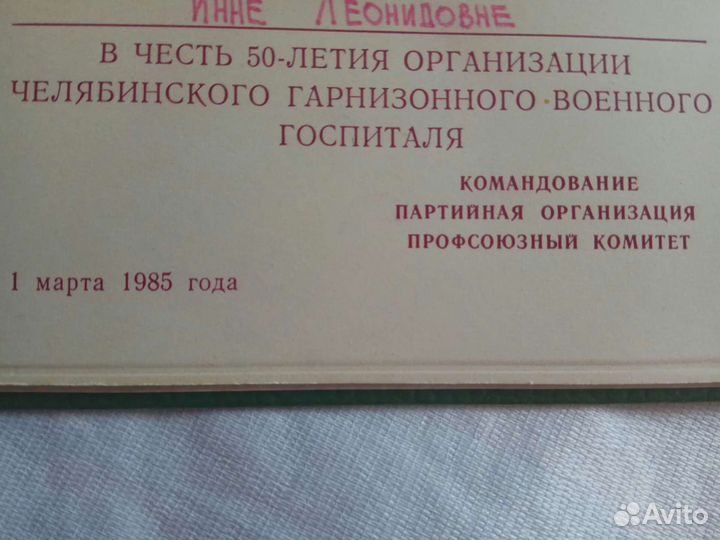 ИННЕ ЛЕОНИДОВНЕ
В ЧЕСТЬ 50-ЛЕТИЯ ОРГАНИЗАЦИИ
ЧЕЛЯБИНСКОГО ГАРНИЗОННОГО ВОЕННОГО
ГОСПИТАЛЯ
КОМАНДОВАНИЕ
ПАРТИЙНАЯ ОРГАНИЗАЦИЯ
ПРОФСОЮЗНЫЙ КОМИТЕТ
1 марта 1985 года
Avito